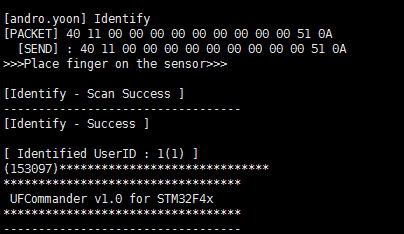 [andro.yoon] Identify
[PACKET] 40 11 00 00 00 00 00 00 00 00 00 51 0A
[SEND] : 40 11 00 00 00 00 00 00 00 00 00 51 0A
>>>Place finger on the sensor>>>
[Identify - Scan Success ]
----------------------------------
[Identify - Success ]
[ Identified UserID : 1(1) ]
(153097)******************************
**********************************
UFCommander v1.0 for STM32F4x
**********************************
----------------------------------